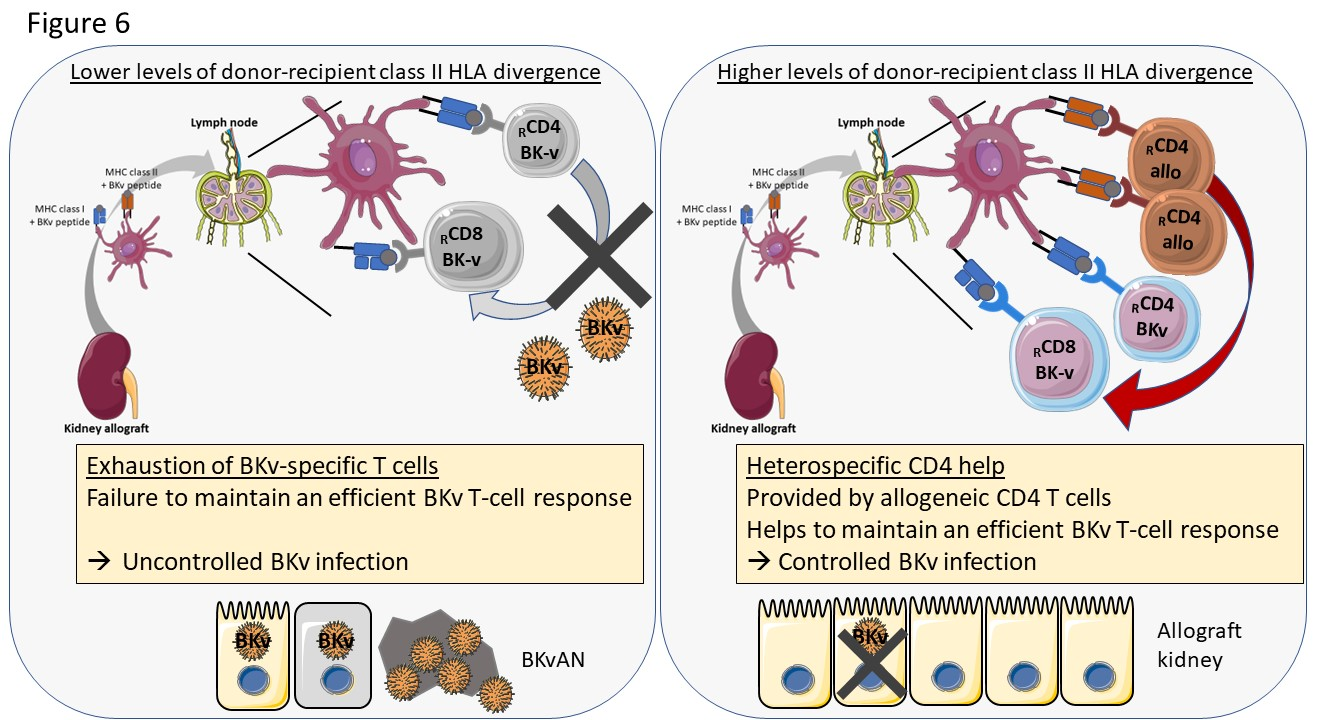 Figure 6
Lower levels of donor-recipient class II HLA divergence
Lymph node
MHC class II
+ BKv peptide
MHC class I
+ BKv peptide
Kidney allograft
RCD4
BK-v
RCD8
BK-v
BKv
BKv
Exhaustion of BKv-specific T cells
Failure to maintain an efficient BKv T-cell response
→ Uncontrolled BKv infection
BKv
BKv
BKvAN
Higher levels of donor-recipient class II HLA divergence
Lymph node
MHC class II
+ BKv peptide
MHC class I
+ BKv peptide
Kidney allograft
RCD4
allo
RCD4
allo
RCD4
BKv
RCD8
BK-v
Heterospecific CD4 help
Provided by allogeneic CD4 T cells
Helps to maintain an efficient BKv T-cell response
→ Controlled BKv infection
BKv
Allograft
kidney